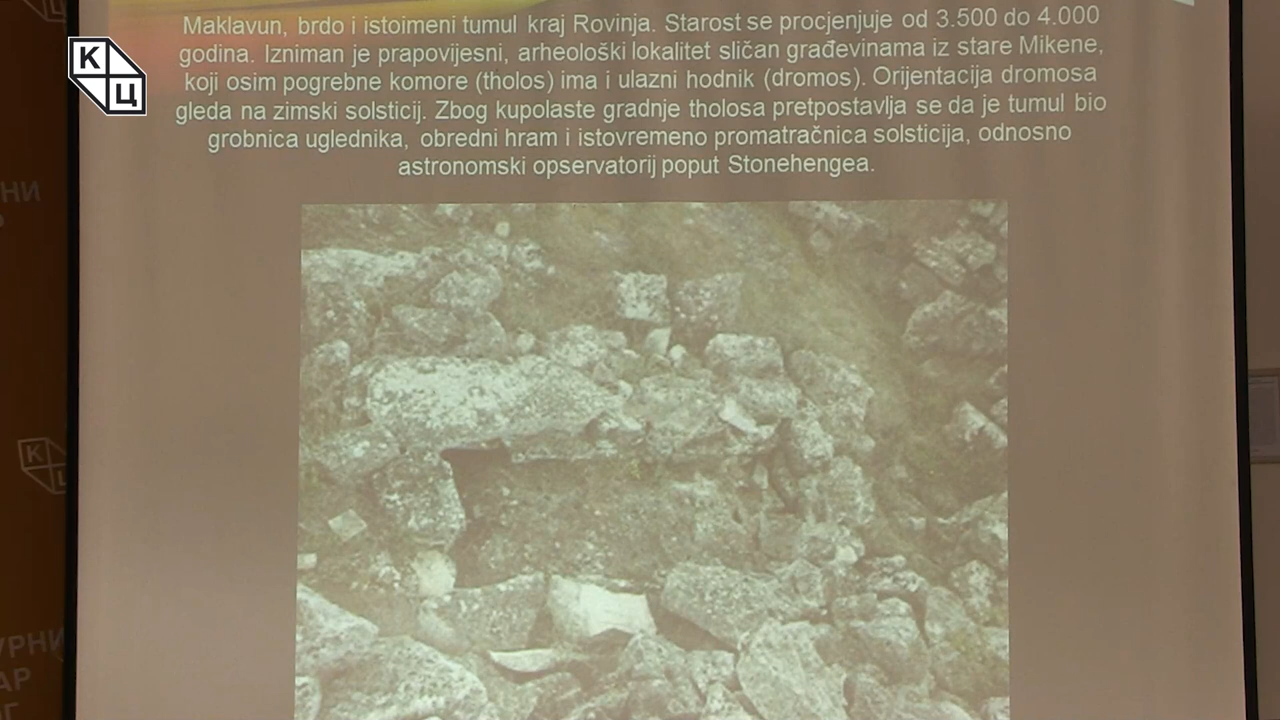 Maklavun, brdo i istoimeni tumul kraj Rovinja. Starost se procjenjuje od 3.500 do 4.000
godina. Izniman je prapovijesni, arheološki lokalitet sličan građevinama iz stare Mikene,
koji osim pogrebne komore (tholos) ima i ulazni hodnik (dromos). Orijentacija dromosa
gleda na zimski solsticij. Zbog kupolaste gradnje tholosa pretpostavlja se da je tumul bio
grobnica uglednika, obredni hram i istovremeno promatračnica solsticija, odnosno
astronomski opservatorij poput Stonehengea.
К
Ц
К
Ц